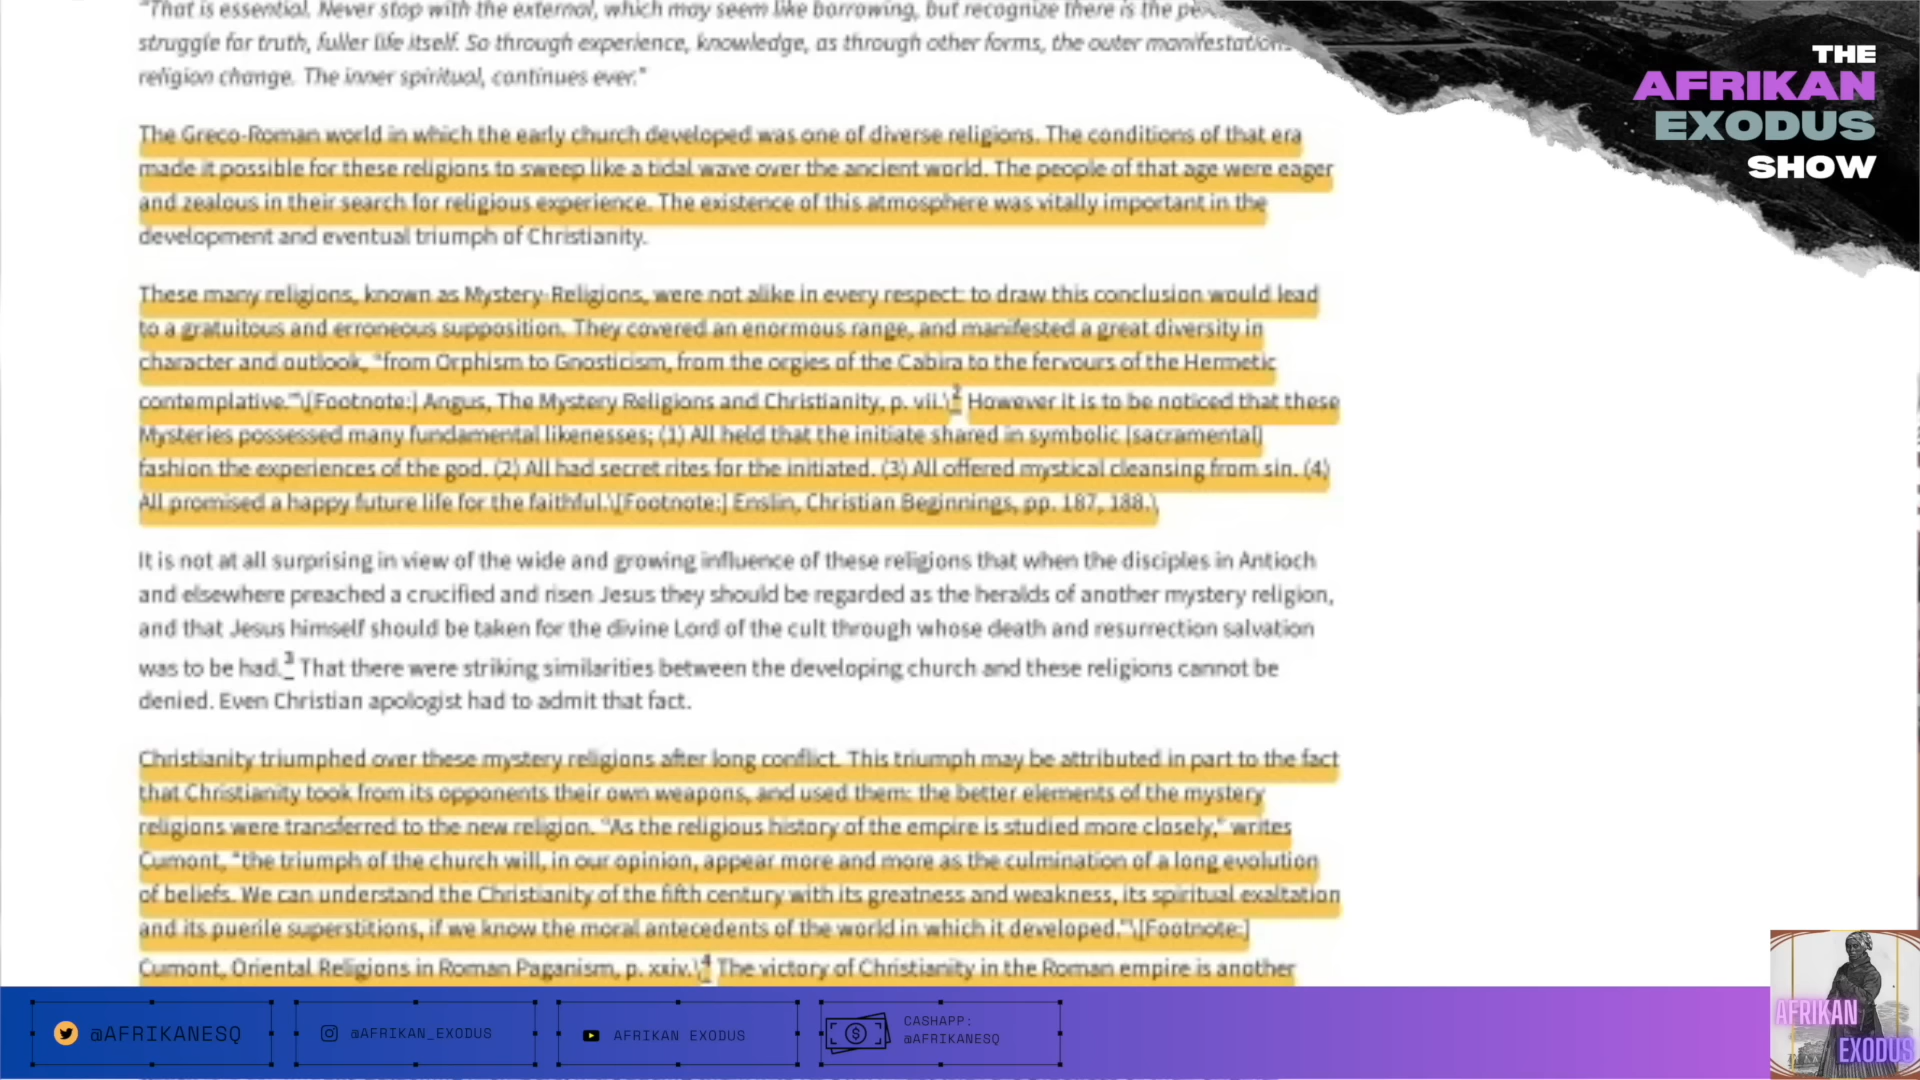 "That is essential. Never stop with the external, which may seem like borrowing, but recognize there is the
struggle for truth, fuller life itself. So through experience, knowledge, as through other forms, the outer manifestations
religion change. The inner spiritual, continues ever."
The Greco-Roman world in which the early church developed was one of diverse religions. The conditions of that era
made it possible for these religions to sweep like a tidal wave over the ancient world. The people of that age were eager
and zealous in their search for religious experience. The existence of this atmosphere was vitally important in the
development and eventual triumph of Christianity.
These many religions, known as Mystery-Religions, were not alike in every respect: to draw this conclusion would lead
to a gratuitous and erroneous supposition. They covered an enormous range, and manifested a great diversity in
character and outlook, "from Orphism to Gnosticism, from the orgies of the Cabira to the fervours of the Hermetic
contemplative."\[Footnote:] Angus, The Mystery Religions and Christianity, p. vii.\2 However it is to be noticed that these
Mysteries possessed many fundamental likenesses; (1) All held that the initiate shared in symbolic [sacramental]
fashion the experiences of the god. (2) All had secret rites for the initiated. (3) All offered mystical cleansing from sin. (4)
All promised a happy future life for the faithful.\[Footnote:] Enslin, Christian Beginnings, pp. 187, 188.\
It is not at all surprising in view of the wide and growing influence of these religions that when the disciples in Antioch
and elsewhere preached a crucified and risen Jesus they should be regarded as the heralds of another mystery religion,
and that Jesus himself should be taken for the divine Lord of the cult through whose death and resurrection salvation
was to be had.3 That there were striking similarities between the developing church and these religions cannot be
denied. Even Christian apologist had to admit that fact.
Christianity triumphed over these mystery religions after long conflict. This triumph may be attributed in part to the fact
that Christianity took from its opponents their own weapons, and used them: the better elements of the mystery
religions were transferred to the new religion. "As the religious history of the empire is studied more closely," writes
Cumont, "the triumph of the church will, in our opinion, appear more and more as the culmination of a long evolution
of beliefs. We can understand the Christianity of the fifth century with its greatness and weakness, its spiritual exaltation
and its puerile superstitions, if we know the moral antecedents of the world in which it developed."\[Footnote:]
Cumont, Oriental Religions in Roman Paganism, p. xxiv.\4 The victory of Christianity in the Roman empire is another
THE
AFRIKAN
EXODUS
SHOW
@AFRIKANESQ
@AFRIKAN_EXODUS
AFRIKAN EXODUS
CASHAPP:
@AFRIKANESQ
AFRIKAN
EXODUS